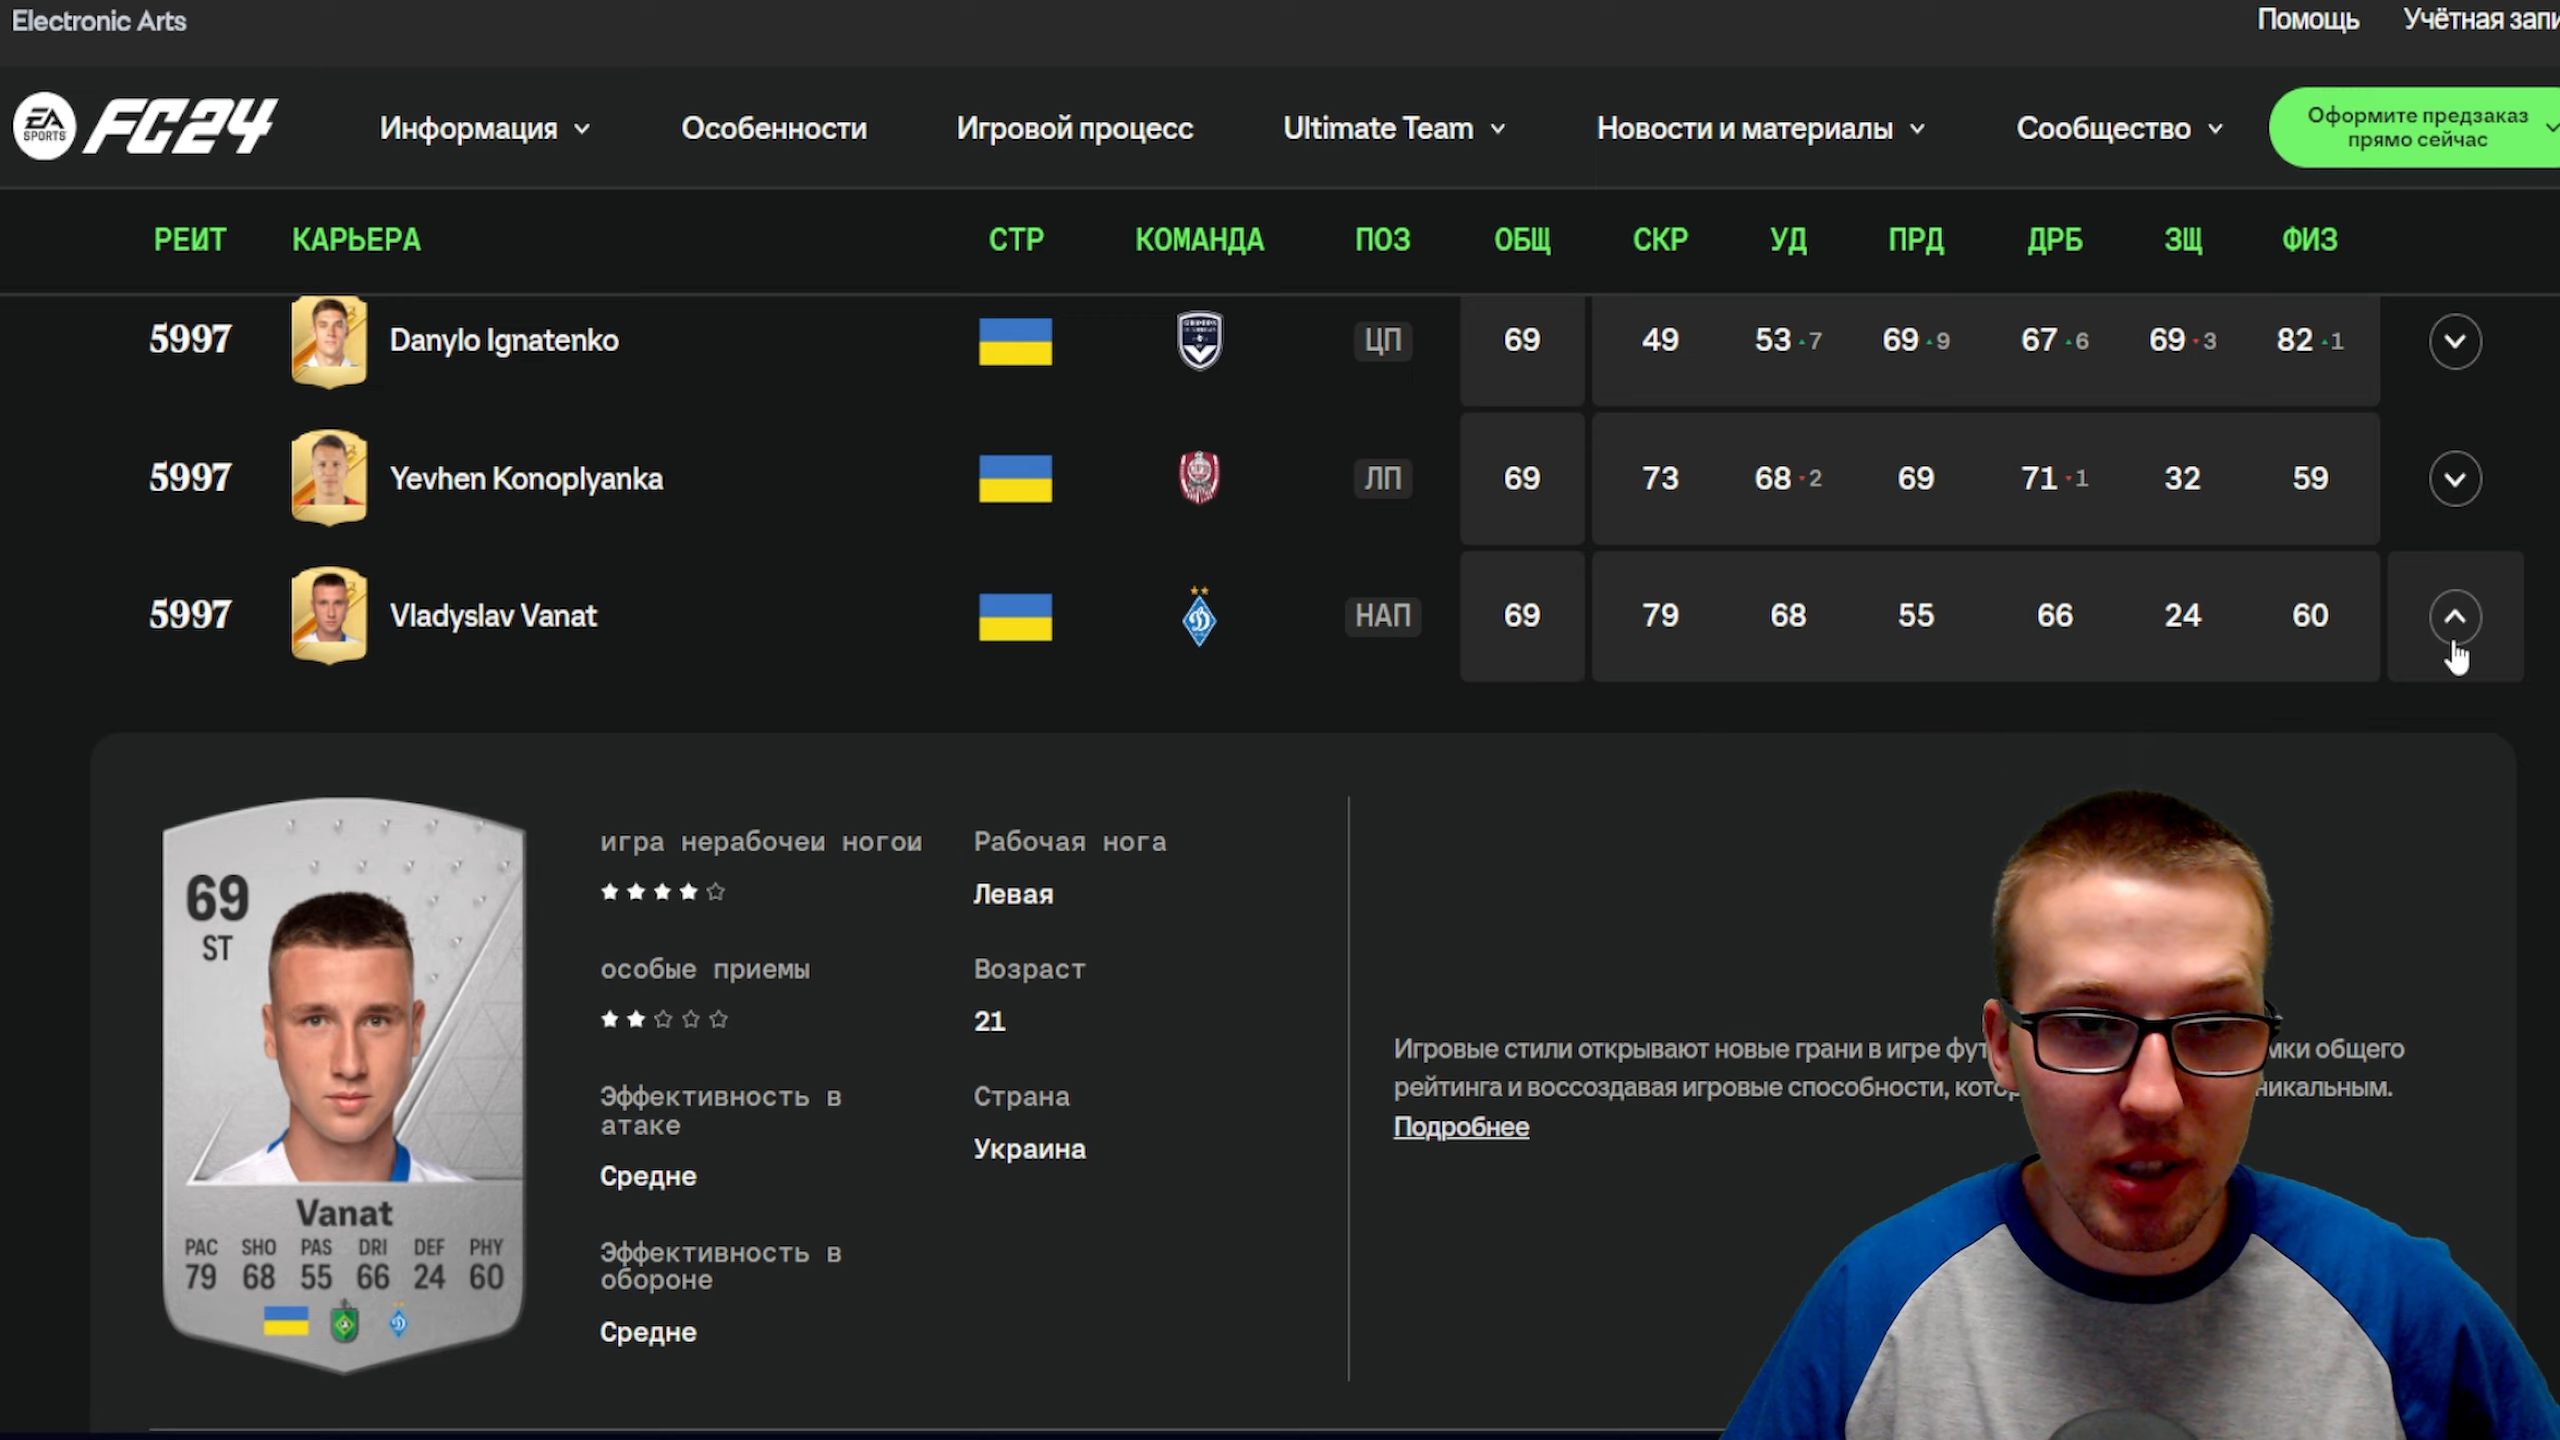 Electronic Arts
Помощь Учётная запи
EA SPORTS FC24 Информация Особенности Игровой процесс Ultimate Team Новости и материалы Сообщество
Оформите предзаказ
прямо сейчас
РЕИТ КАРЬЕРА СТР КОМАНДА ПОЗ ОБЩ СКР УД ПРД ДРБ ЗЩ ФИЗ
5997 Danylo Ignatenko ЦП 69 49 53 7 69 9 67 6 69 3 82 1
5997 Yevhen Konoplyanka ЛП 69 73 68 2 69 71 1 32 59
5997 Vladyslav Vanat НАП 69 79 68 55 66 24 60
69
ST
Vanat
PAC SHO PAS DRI DEF PHY
79 68 55 66 24 60
игра нерабочеи ногои
Рабочая нога
Левая
особые приемы
Возраст
21
Эффективность в
атаке
Средне
Страна
Украина
Эффективность в
обороне
Средне
Игровые стили открывают новые грани в игре фут мки общего
рейтинга и воссоздавая игровые способности, кото никальным.
Подробнее